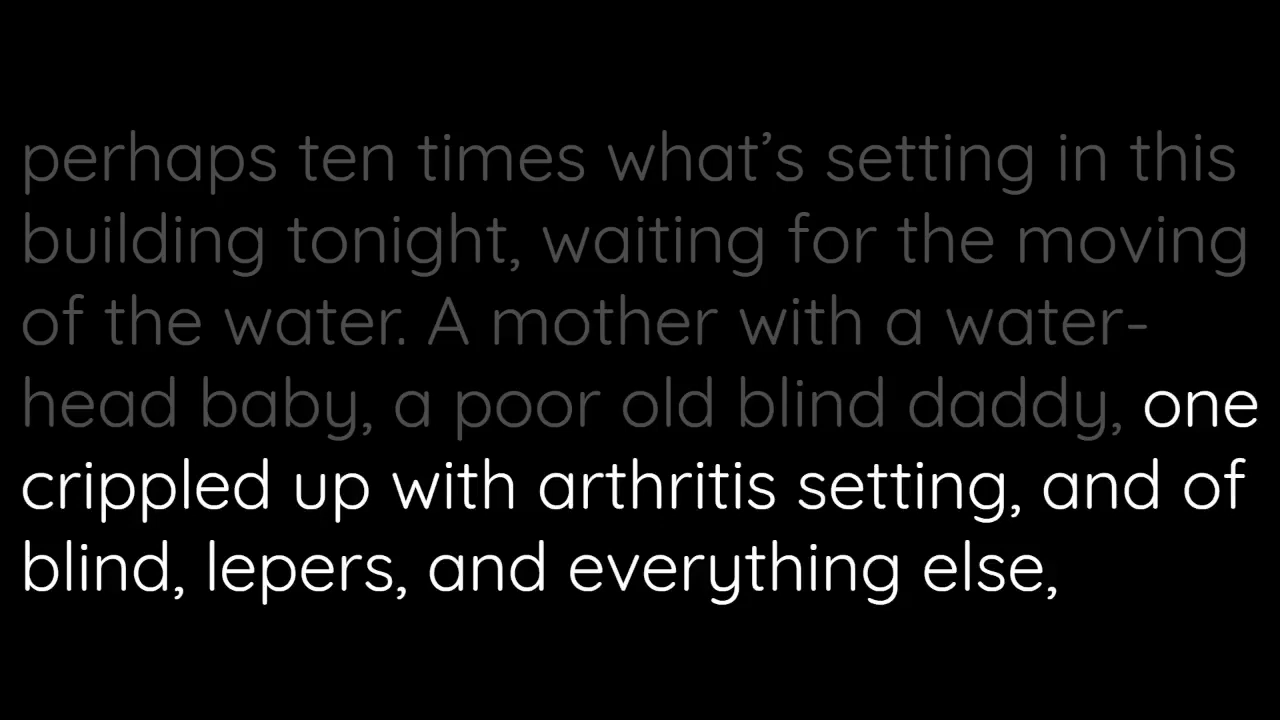 perhaps ten times what’s setting in this
building tonight, waiting for the moving
of the water. A mother with a water-
head baby, a poor old blind daddy, one
crippled up with arthritis setting, and of
blind, lepers, and everything else,